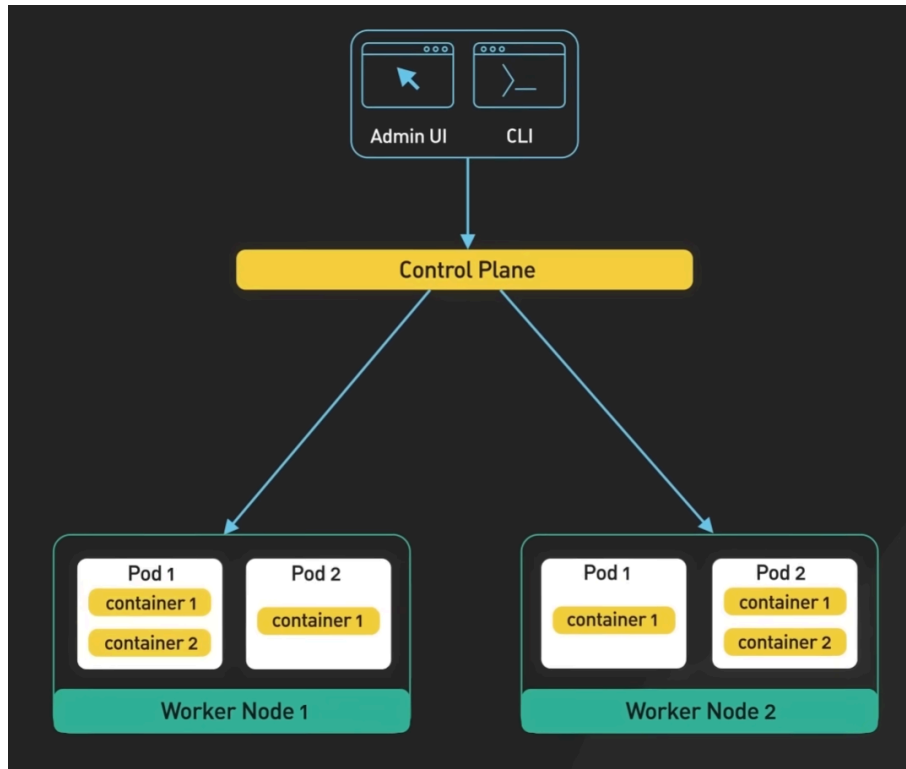 Admin UI
CLI
Control Plane
Pod 1
container 1
container 2
Pod 2
container 1
Worker Node 1
Pod 1
container 1
Pod 2
container 1
container 2
Worker Node 2